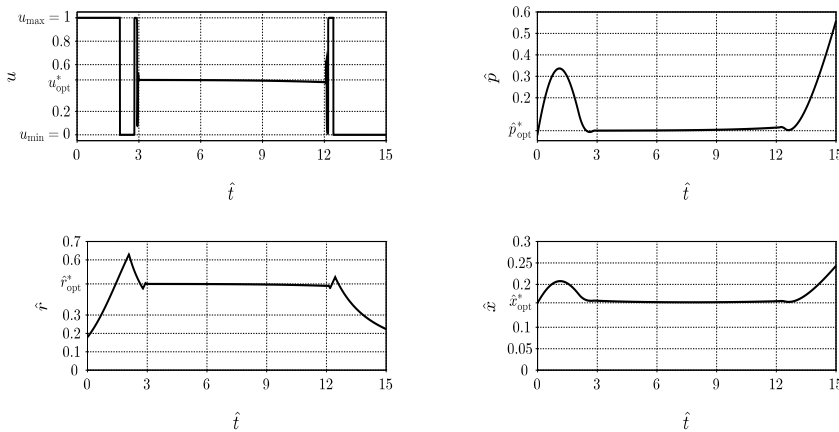 u_max = 1
0.8
0.6
u*_opt
0.2
u_min = 0
u
0 3 6 9 12 15
t̂
0.6
0.5
0.4
0.3
0.2
p̂*_opt
p̂
0 3 6 9 12 15
t̂
0.7
0.6
r̂*_opt
0.3
0.2
0.1
0
r̂
0 3 6 9 12 15
t̂
0.3
0.25
0.2
x̂*_opt
0.1
0.05
0
x̂
0 3 6 9 12 15
t̂